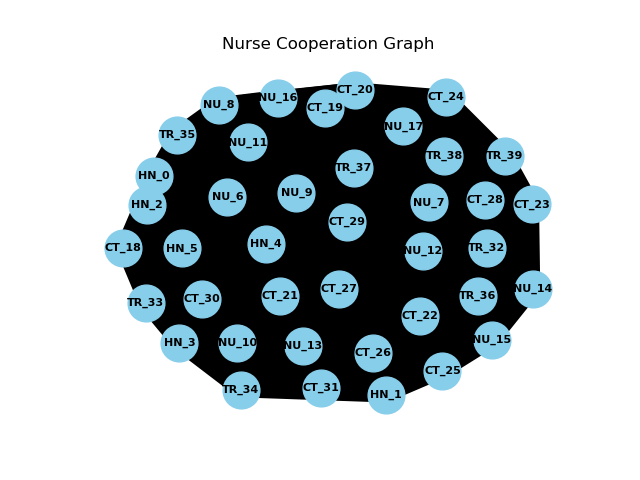 Nurse Cooperation Graph
CT_20
NU_16
CT_24
NU_8
CT_19
NU_17
TR_35
NU_11
TR_38
TR_39
TR_37
HN_0
NU_9
NU_6
CT_28
NU_7
HN_2
CT_23
CT_29
HN_4
CT_18
HN_5
NU_12
TR_32
CT_27
NU_14
CT_21
TR_36
CT_30
TR_33
CT_22
NU_15
HN_3
NU_10
NU_13
CT_26
CT_25
CT_31
TR_34
HN_1